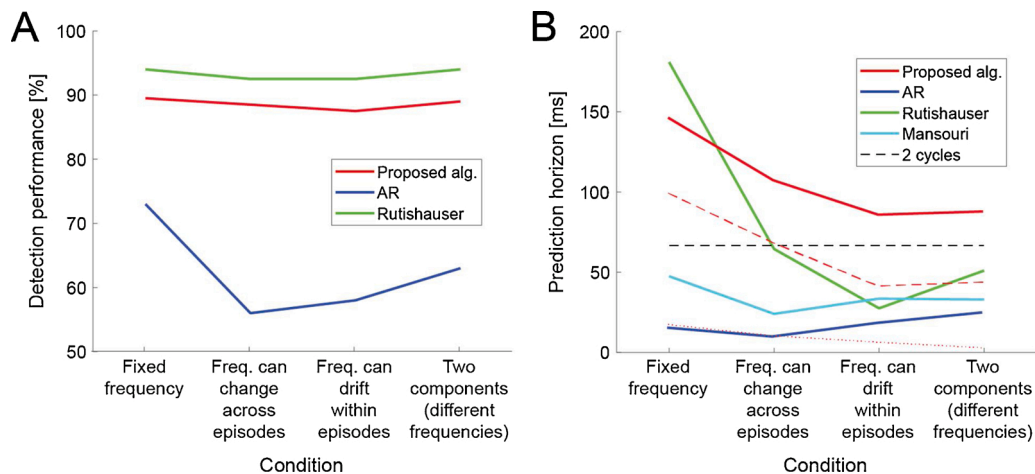 A
Detection performance [%]
100
90
80
70
60
50
Proposed alg.
AR
Rutishauser
Fixed
frequency
Freq. can
change
across
episodes
Freq. can
drift
within
episodes
Two
components
(different
frequencies)
Condition
B
Prediction horizon [ms]
200
150
100
50
0
Proposed alg.
AR
Rutishauser
Mansouri
2 cycles
Fixed
frequency
Freq. can
change
across
episodes
Freq. can
drift
within
episodes
Two
components
(different
frequencies)
Condition